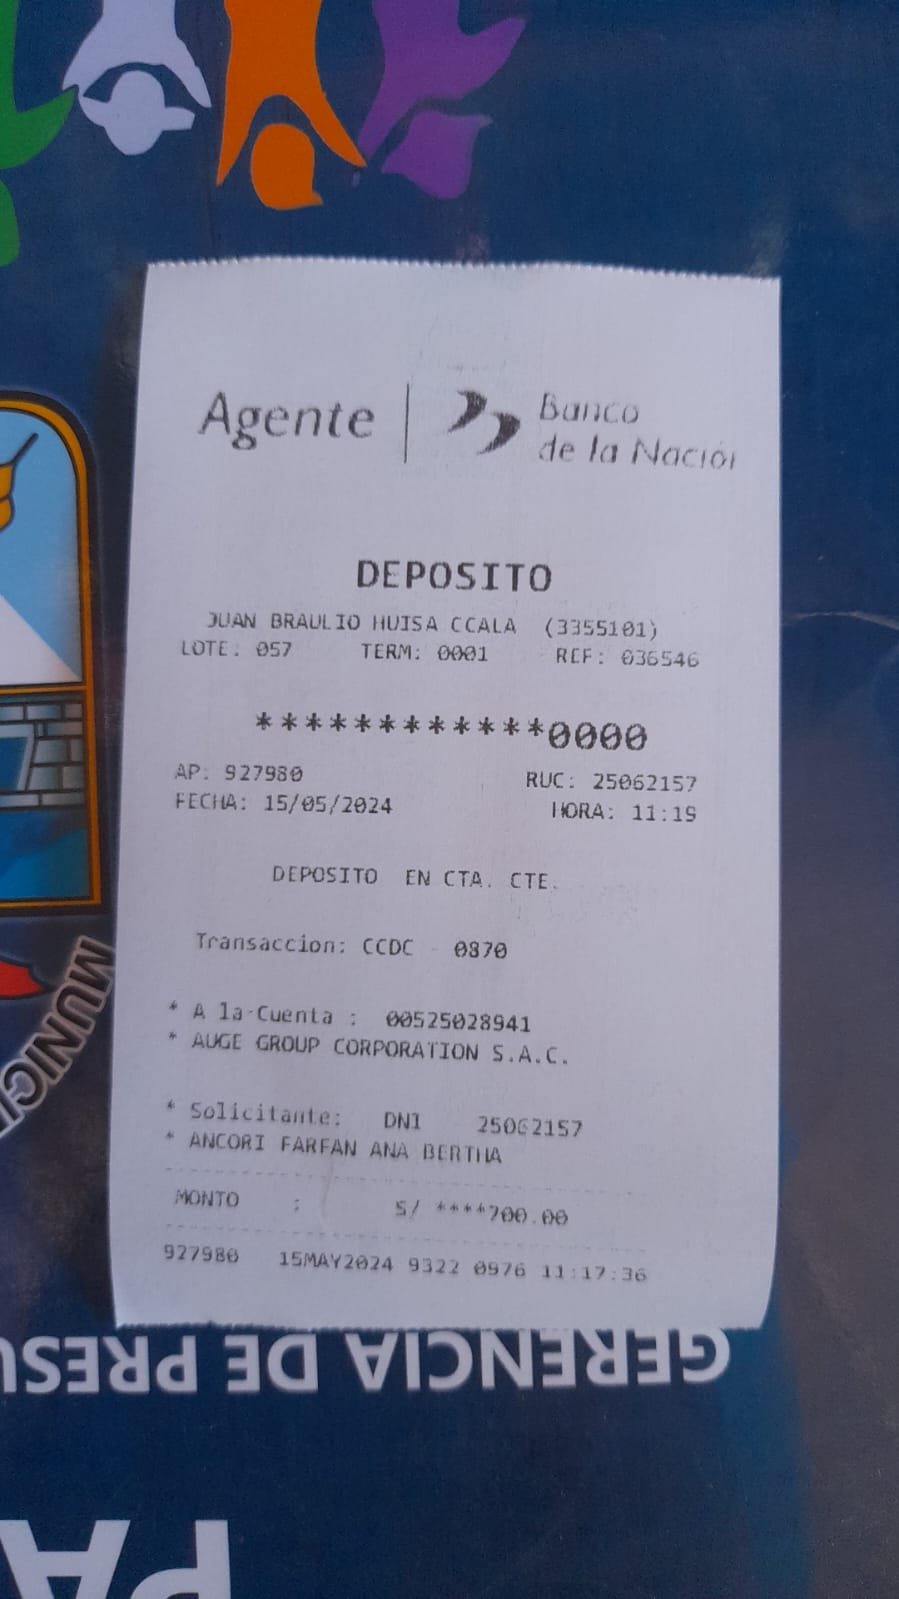 Agente | Banco
de la Nación
DEPOSITO
JUAN BRAULIO HUISA CCALA (3355101)
LOTE: 057 TERM: 0001 REF: 036546
************0000
AP: 927980 RUC: 25062157
FECHA: 15/05/2024 HORA: 11:19
DEPOSITO EN CTA. CTE.
Transaccion: CCDC - 0870
* A la Cuenta : 00525028941
* AUGE GROUP CORPORATION S.A.C.
* Solicitante: DNI 25062157
* ANCORI FARFAN ANA BERTHA
MONTO : S/ ****700.00
927980 15MAY2024 9322 0976 11:17:36
MUNICI
GERENCIA DE PRESU
PA